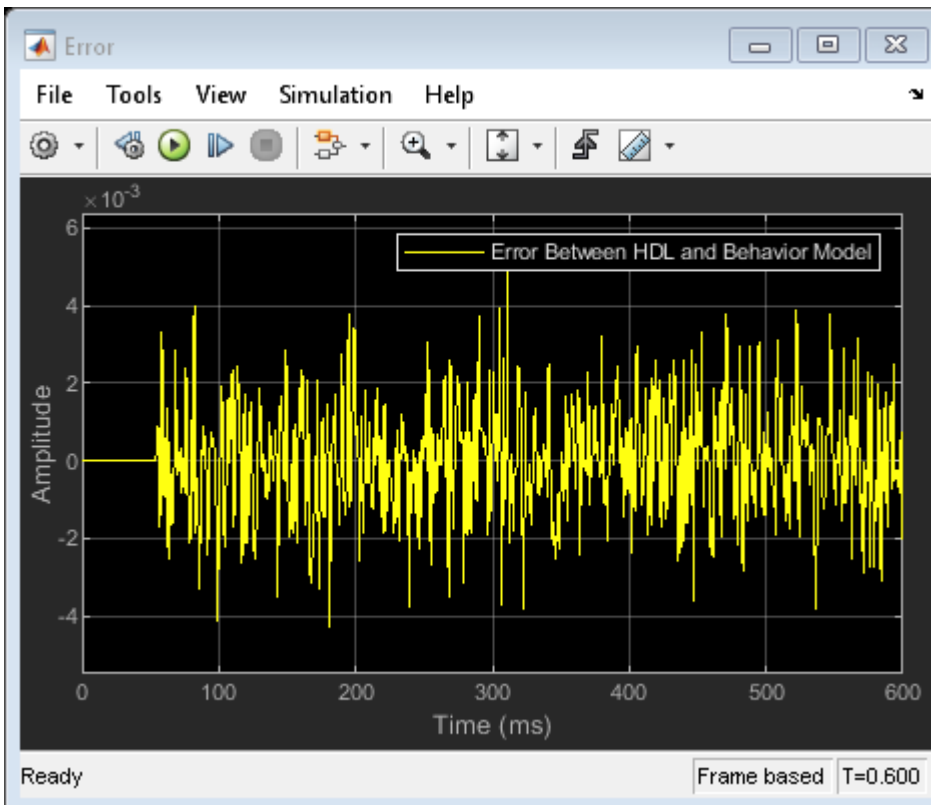 Error
File Tools View Simulation Help
×10-3
6
4
2
0
-2
-4
Amplitude
Error Between HDL and Behavior Model
0 100 200 300 400 500 600
Time (ms)
Ready Frame based T=0.600